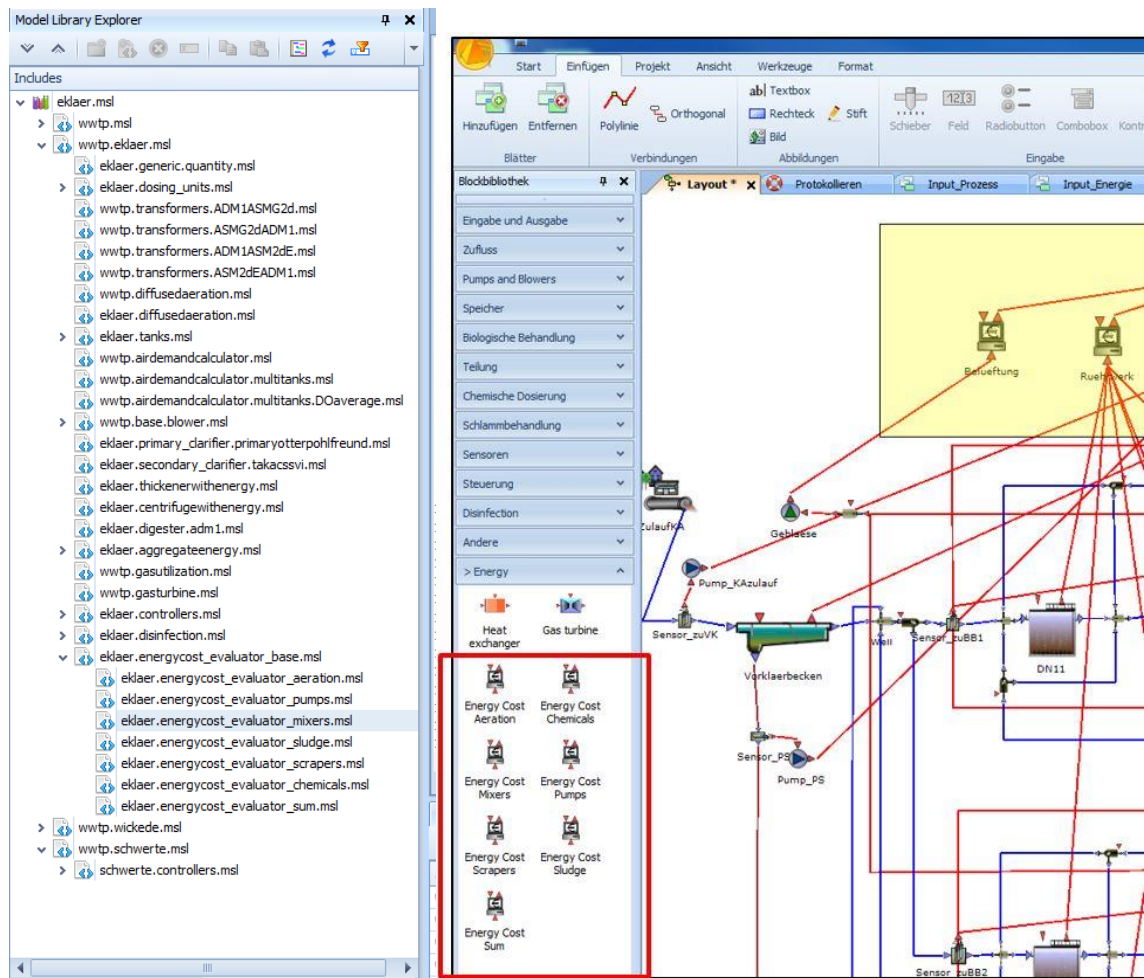 Model Library Explorer
Includes
eklaer.msl
wwtp.msl
wwtp.eklaer.msl
eklaer.generic.quantity.msl
eklaer.dosing_units.msl
wwtp.transformers.ADM1ASMG2d.msl
wwtp.transformers.ASMG2dADM1.msl
wwtp.transformers.ADM1ASM2dE.msl
wwtp.transformers.ASM2dEADM1.msl
wwtp.diffusedaeration.msl
eklaer.diffusedaeration.msl
eklaer.tanks.msl
wwtp.airdemandcalculator.msl
wwtp.airdemandcalculator.multitanks.msl
wwtp.airdemandcalculator.multitanks.DOaverage.msl
wwtp.base.blower.msl
eklaer.primary_clarifier.primaryotterpohlfreund.msl
eklaer.secondary_clarifier.takacssvi.msl
eklaer.thickenerwithenergy.msl
eklaer.centrifugewithenergy.msl
eklaer.digester.adm1.msl
eklaer.aggregateenergy.msl
wwtp.gasutilization.msl
wwtp.gasturbine.msl
eklaer.controllers.msl
eklaer.disinfection.msl
eklaer.energycost_evaluator_base.msl
eklaer.energycost_evaluator_aeration.msl
eklaer.energycost_evaluator_pumps.msl
eklaer.energycost_evaluator_mixers.msl
eklaer.energycost_evaluator_sludge.msl
eklaer.energycost_evaluator_scrapers.msl
eklaer.energycost_evaluator_chemicals.msl
eklaer.energycost_evaluator_sum.msl
wwtp.wickede.msl
wwtp.schwerte.msl
schwerte.controllers.msl
Start Einfügen Projekt Ansicht Werkzeuge Format
Hinzufügen Entfernen
Blätter
Polylinie
Orthogonal
Verbindungen
ab| Textbox
Rechteck Stift
Bild
Abbildungen
Schieber Feld Radiobutton Combobox Kontr
Eingabe
Blockbibliothek
Layout * Protokollieren Input_Prozess Input_Energie
Eingabe und Ausgabe
Zufluss
Pumps and Blowers
Speicher
Biologische Behandlung
Teilung
Chemische Dosierung
Schlammbehandlung
Sensoren
Steuerung
Disinfection
Andere
> Energy
Heat exchanger
Gas turbine
Energy Cost Aeration
Energy Cost Chemicals
Energy Cost Mixers
Energy Cost Pumps
Energy Cost Scrapers
Energy Cost Sludge
Energy Cost Sum
Belueftung
ZulaufKA
Geblaese
Pump_KAzulauf
Sensor_zuVK
Vorklaerbecken
Sensor_zuBB1
DN11
Sensor_PS
Pump_PS
Sensor_zuBB2